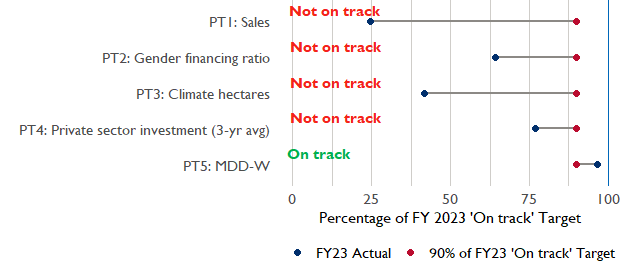 PT1: Sales Not on track
PT2: Gender financing ratio Not on track
PT3: Climate hectares Not on track
PT4: Private sector investment (3-yr avg) Not on track
PT5: MDD-W On track
0 25 50 75 100
Percentage of FY 2023 'On track' Target
FY23 Actual 90% of FY23 'On track' Target